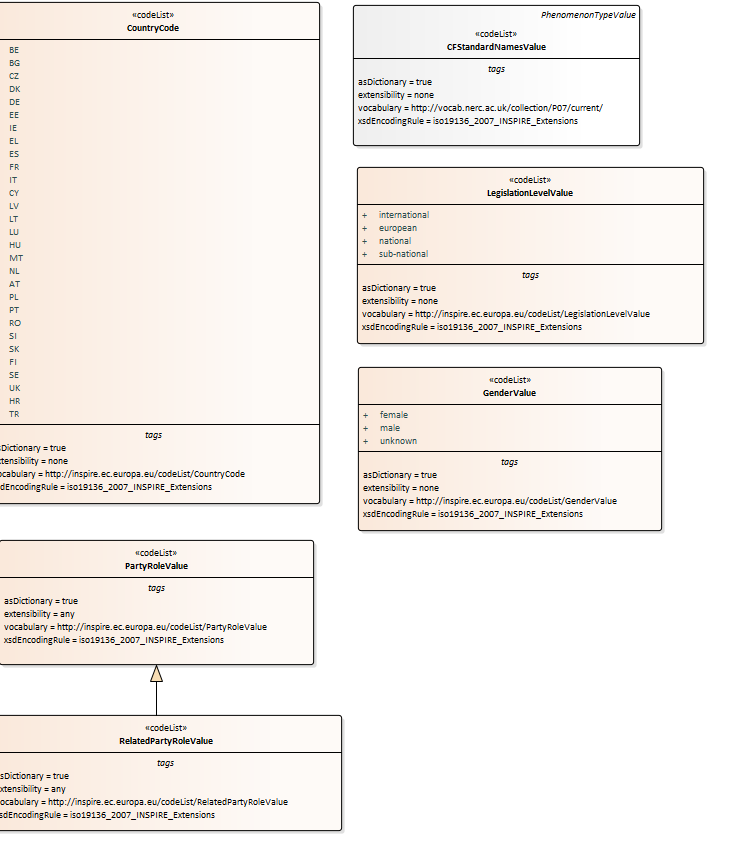 «codeList»
CountryCode
BE
BG
CZ
DK
DE
EE
IE
EL
ES
FR
IT
CY
LV
LT
LU
HU
MT
NL
AT
PL
PT
RO
SI
SK
FI
SE
UK
HR
TR
tags
sDictionary = true
xtensibility = none
ocabulary = http://inspire.ec.europa.eu/codeList/CountryCode
sdEncodingRule = iso19136_2007_INSPIRE_Extensions
PhenomenonTypeValue
«codeList»
CFStandardNamesValue
tags
asDictionary = true
extensibility = none
vocabulary = http://vocab.nerc.ac.uk/collection/P07/current/
xsdEncodingRule = iso19136_2007_INSPIRE_Extensions
«codeList»
LegislationLevelValue
+ international
+ european
+ national
+ sub-national
tags
asDictionary = true
extensibility = none
vocabulary = http://inspire.ec.europa.eu/codeList/LegislationLevelValue
xsdEncodingRule = iso19136_2007_INSPIRE_Extensions
«codeList»
GenderValue
+ female
+ male
+ unknown
tags
asDictionary = true
extensibility = none
vocabulary = http://inspire.ec.europa.eu/codeList/GenderValue
xsdEncodingRule = iso19136_2007_INSPIRE_Extensions
«codeList»
PartyRoleValue
tags
asDictionary = true
extensibility = any
vocabulary = http://inspire.ec.europa.eu/codeList/PartyRoleValue
xsdEncodingRule = iso19136_2007_INSPIRE_Extensions
«codeList»
RelatedPartyRoleValue
tags
sDictionary = true
xtensibility = any
ocabulary = http://inspire.ec.europa.eu/codeList/RelatedPartyRoleValue
sdEncodingRule = iso19136_2007_INSPIRE_Extensions